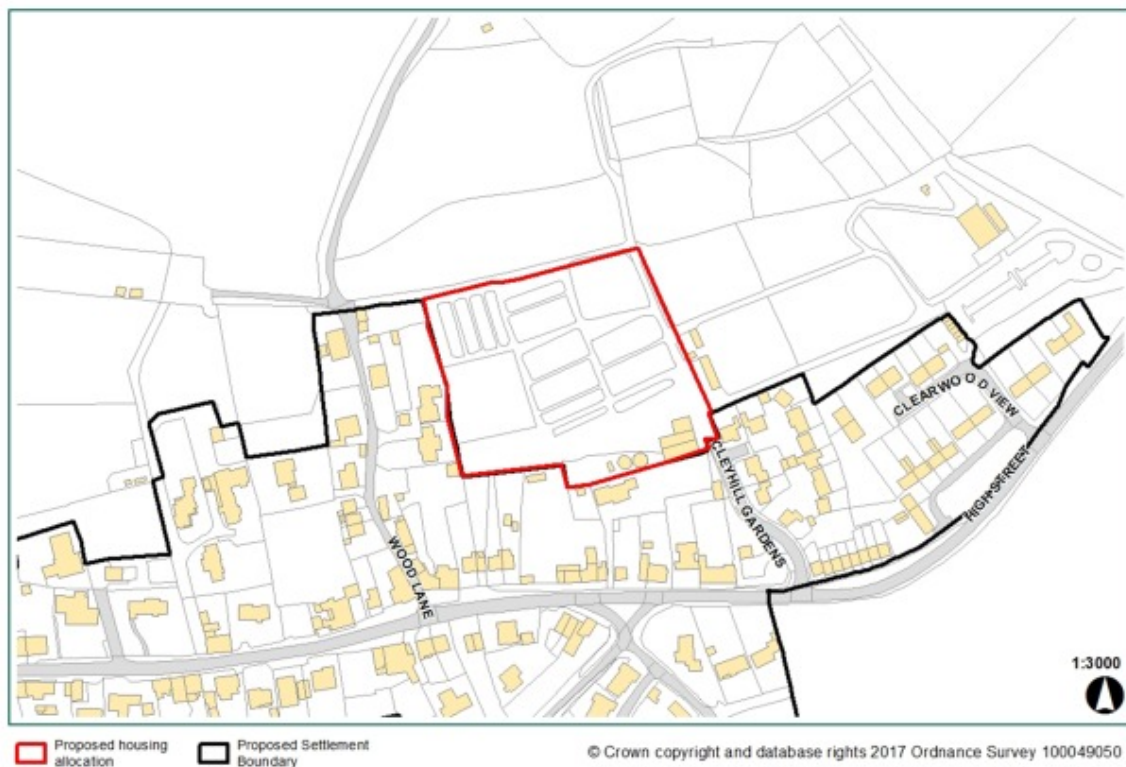 CLEARWOOD VIEW
CLEYHILL GARDENS
HIGH STREET
WOOD LANE
1:3000
Proposed housing
allocation
Proposed Settlement
Boundary
© Crown copyright and database rights 2017 Ordnance Survey 100049050